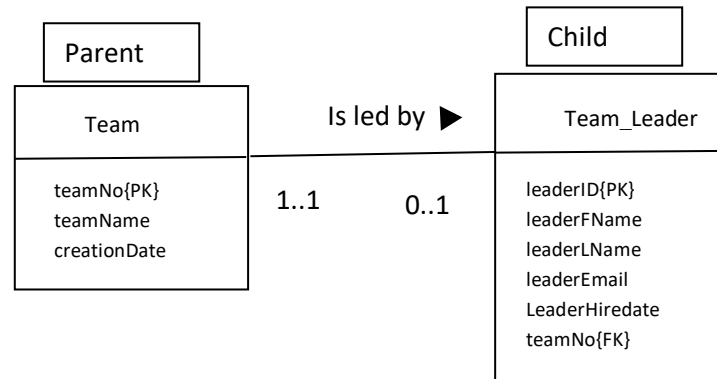 Parent
Child
Team
Is led by
Team_Leader
teamNo{PK}
teamName
creationDate
1..1
0..1
leaderID{PK}
leaderFName
leaderLName
leaderEmail
LeaderHiredate
teamNo{FK}